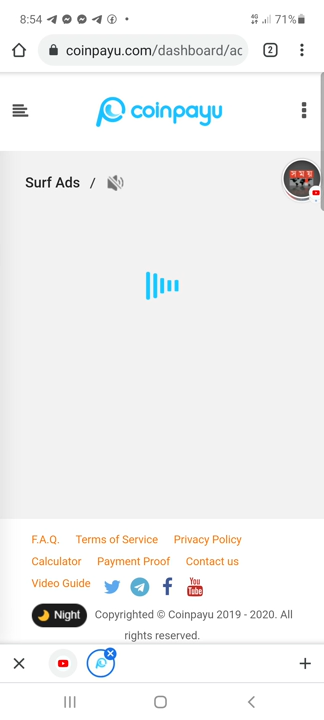 8:54
4G 71%
coinpayu.com/dashboard/ac
2
coinpayu
Surf Ads /
সময়
F.A.Q. Terms of Service Privacy Policy
Calculator Payment Proof Contact us
Video Guide
You
Tube
Night Copyrighted © Coinpayu 2019 - 2020. All
rights reserved.